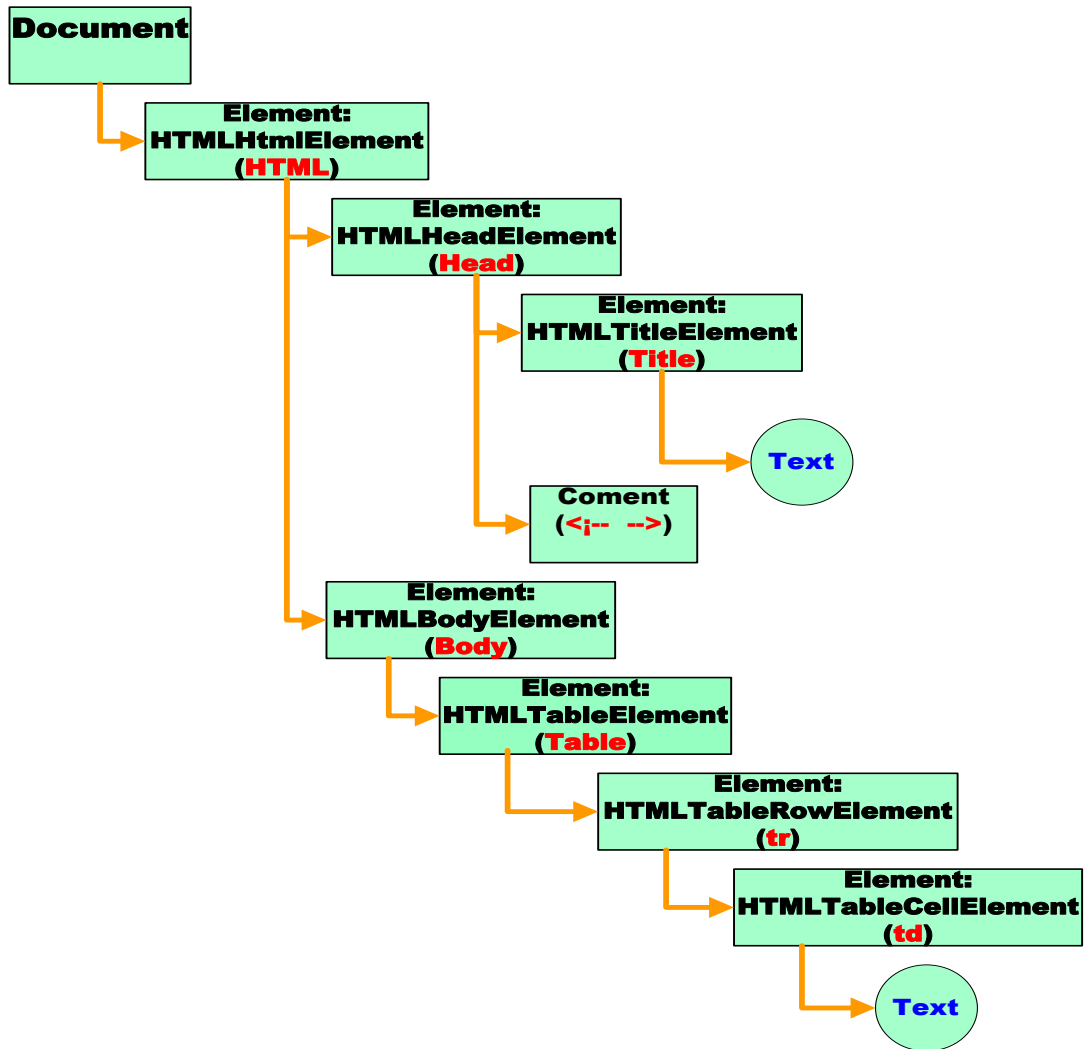 Document
Element:
HTMLHtmlElement
(HTML)
Element:
HTMLHeadElement
(Head)
Element:
HTMLTitleElement
(Title)
Text
Coment
(<¡-- -->)
Element:
HTMLBodyElement
(Body)
Element:
HTMLTableElement
(Table)
Element:
HTMLTableRowElement
(tr)
Element:
HTMLTableCellElement
(td)
Text